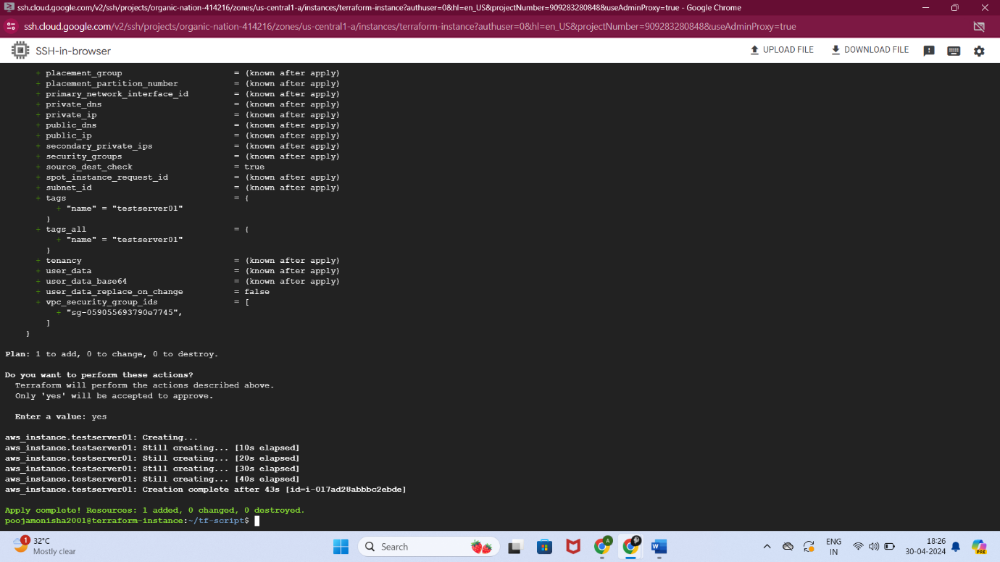 ssh.cloud.google.com/v2/ssh/projects/organic-nation-414216/zones/us-central1-a/instances/terraform-instance?authuser=0&hl=en_US&projectNumber=909283280848&useAdminProxy=true - Google Chrome
ssh.cloud.google.com/v2/ssh/projects/organic-nation-414216/zones/us-central1-a/instances/terraform-instance?authuser=0&hl=en_US&projectNumber=909283280848&useAdminProxy=true
SSH-in-browser UPLOAD FILE DOWNLOAD FILE
+ placement_group = (known after apply)
+ placement_partition_number = (known after apply)
+ primary_network_interface_id = (known after apply)
+ private_dns = (known after apply)
+ private_ip = (known after apply)
+ public_dns = (known after apply)
+ public_ip = (known after apply)
+ secondary_private_ips = (known after apply)
+ security_groups = (known after apply)
+ source_dest_check = true
+ spot_instance_request_id = (known after apply)
+ subnet_id = (known after apply)
+ tags = {
+ "name" = "testserver01"
}
+ tags_all = {
+ "name" = "testserver01"
}
+ tenancy = (known after apply)
+ user_data = (known after apply)
+ user_data_base64 = (known after apply)
+ user_data_replace_on_change = false
+ vpc_security_group_ids = [
+ "sg-059055693790e7745",
]
}
Plan: 1 to add, 0 to change, 0 to destroy.
Do you want to perform these actions?
Terraform will perform the actions described above.
Only 'yes' will be accepted to approve.
Enter a value: yes
aws_instance.testserver01: Creating...
aws_instance.testserver01: Still creating... [10s elapsed]
aws_instance.testserver01: Still creating... [20s elapsed]
aws_instance.testserver01: Still creating... [30s elapsed]
aws_instance.testserver01: Still creating... [40s elapsed]
aws_instance.testserver01: Creation complete after 43s [id=i-017ad28abbbc2ebde]
Apply complete! Resources: 1 added, 0 changed, 0 destroyed.
poojamonisha2001@terraform-instance:~/tf-script$
1 32°C
Mostly clear
Search
A
W
ENG
IN
18:26
30-04-2024
PRE